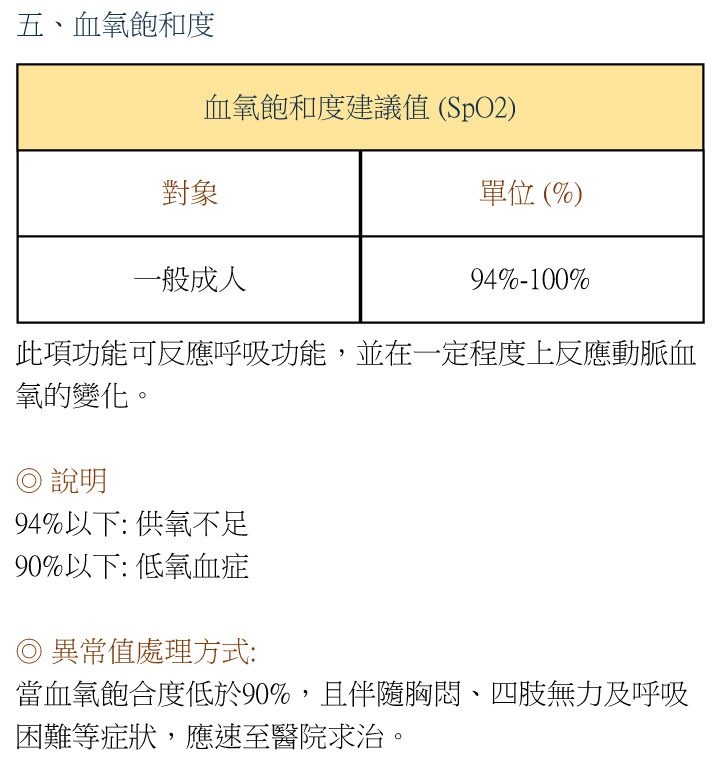 五、血氧飽和度
血氧飽和度建議值 (SpO2)
對象 單位 (%)
一般成人 94%-100%
此項功能可反應呼吸功能，並在一定程度上反應動脈血
氧的變化。
◎ 說明
94%以下: 供氧不足
90%以下: 低氧血症
◎ 異常值處理方式:
當血氧飽合度低於90%，且伴隨胸悶、四肢無力及呼吸
困難等症狀，應速至醫院求治。